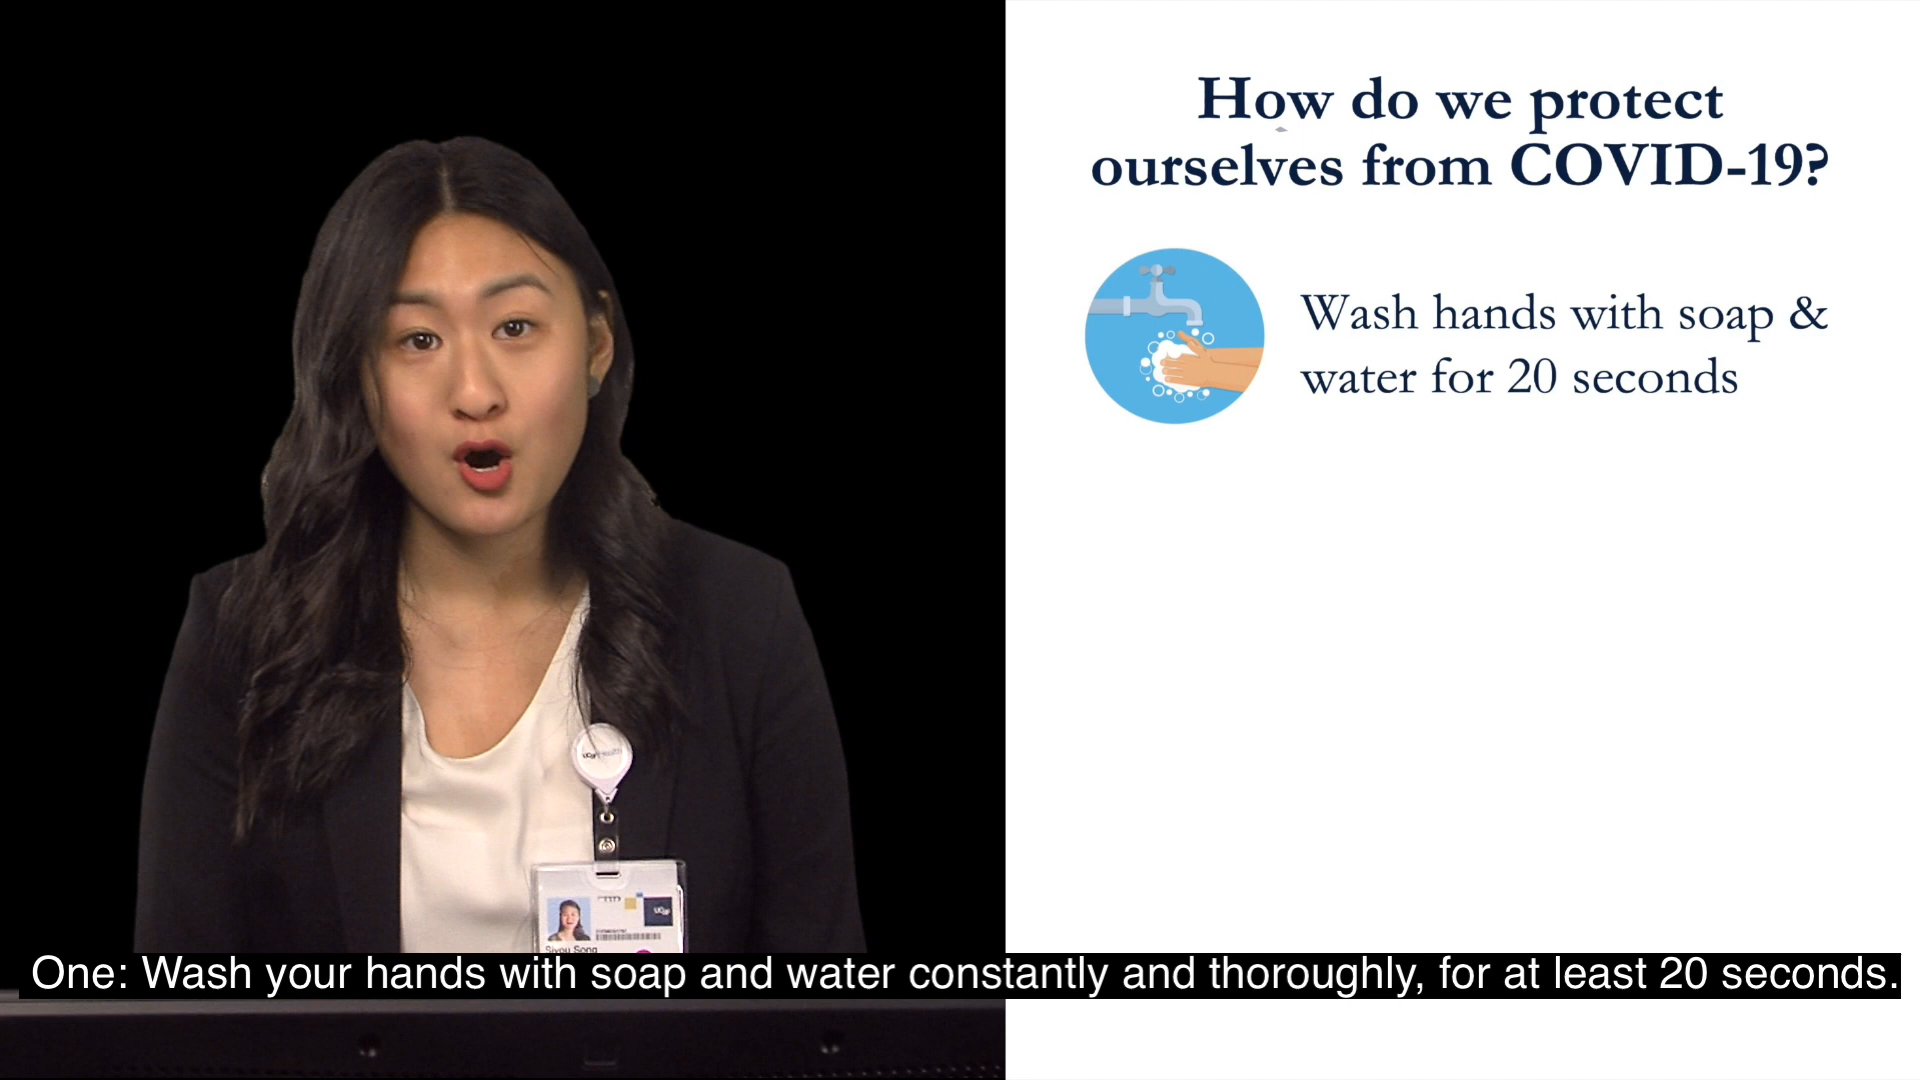 How do we protect
ourselves from COVID-19?
Wash hands with soap &
water for 20 seconds
One: Wash your hands with soap and water constantly and thoroughly, for at least 20 seconds.